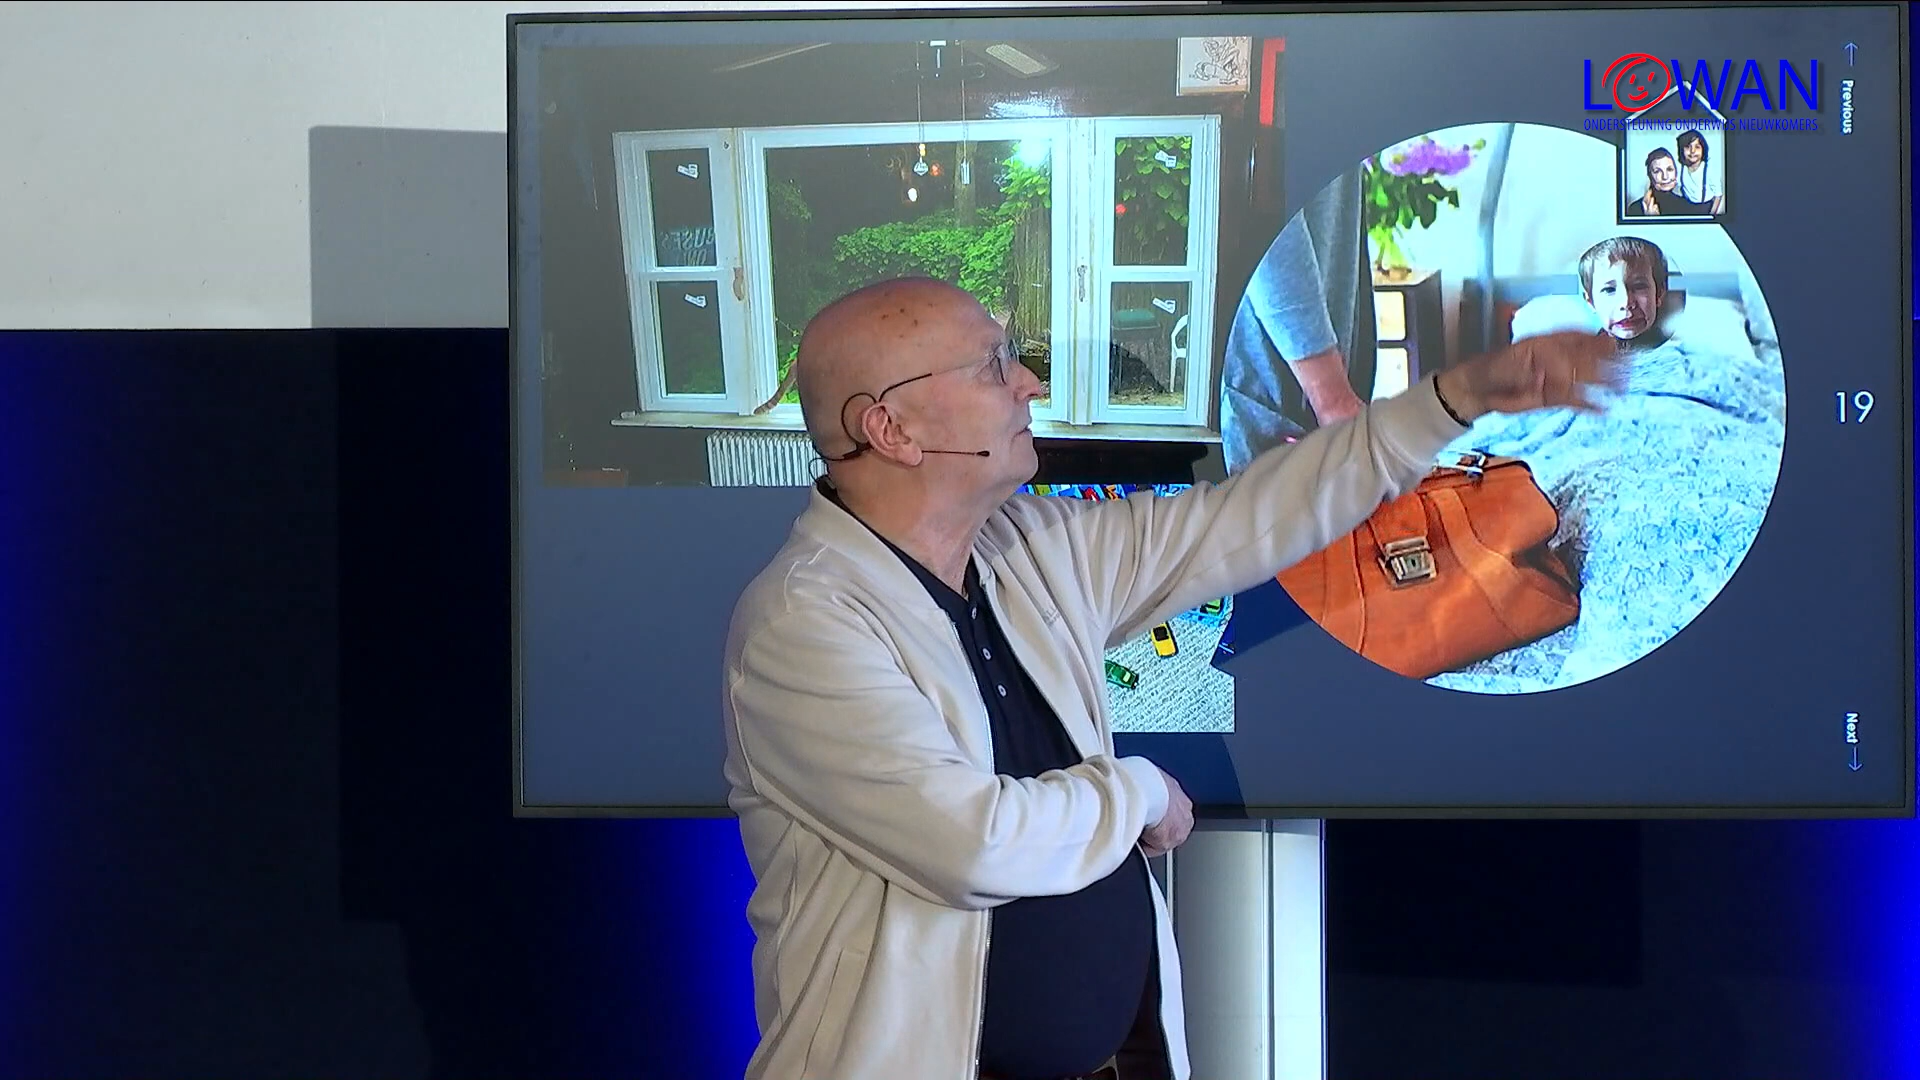 LOWAN
ONDERSTEUNING ONDERWIJS NIEUWKOMERS
Previous
19
Next